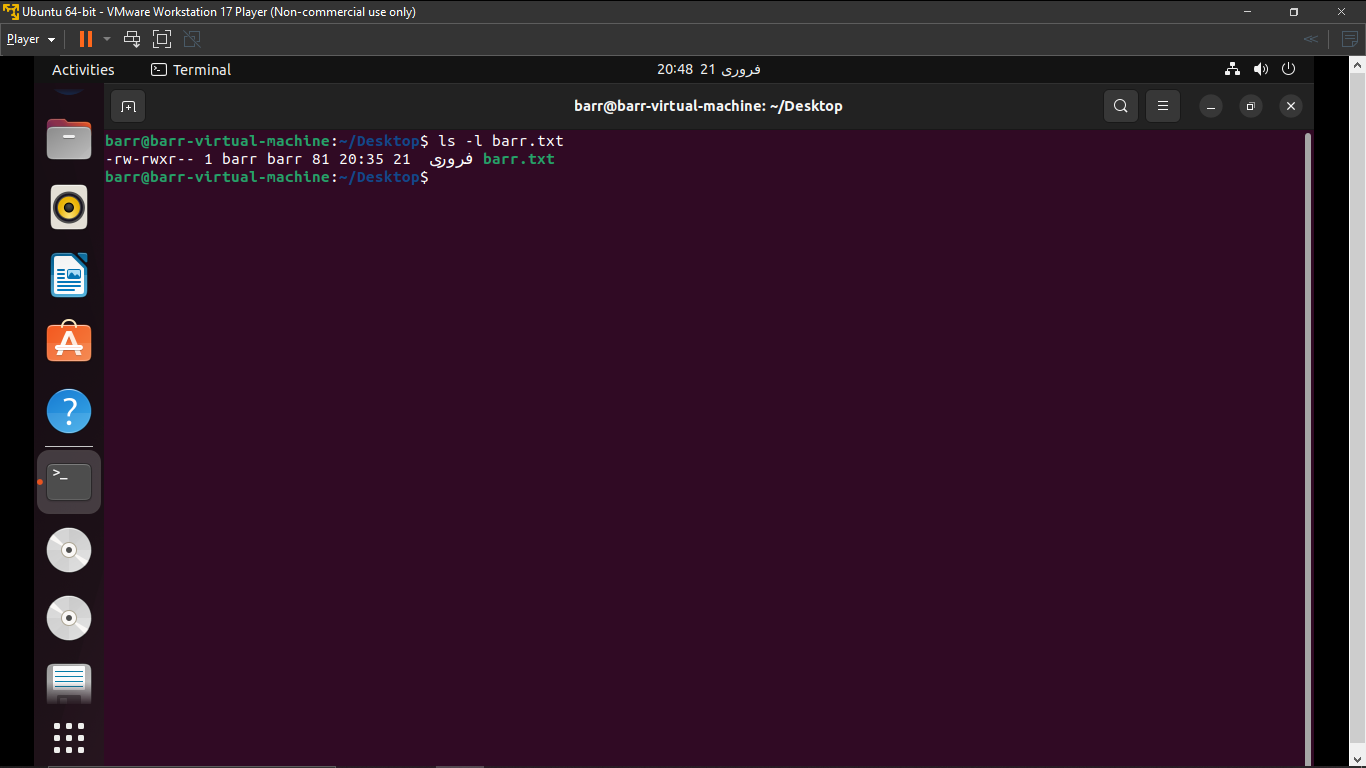 Ubuntu 64-bit - VMware Workstation 17 Player (Non-commercial use only)
Player
Activities Terminal 20:48 21 فروری
barr@barr-virtual-machine: ~/Desktop
barr@barr-virtual-machine:~/Desktop$ ls -l barr.txt
-rw-rwxr-- 1 barr barr 81 20:35 21 فروری barr.txt
barr@barr-virtual-machine:~/Desktop$